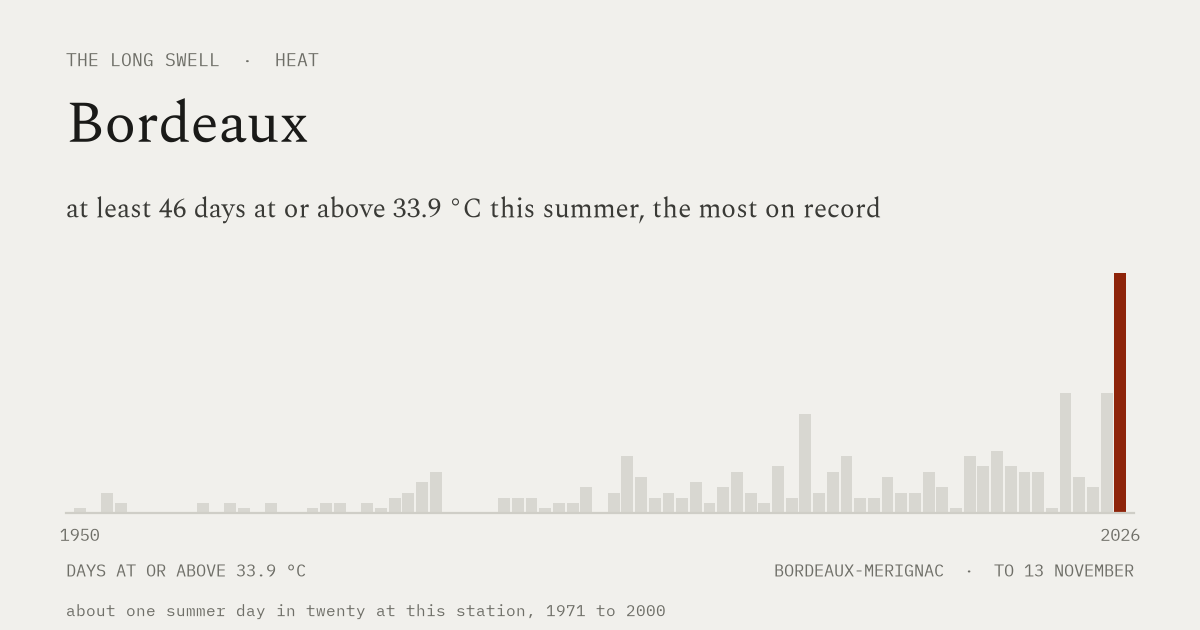 THE LONG SWELL · HEAT
Bordeaux
at least 46 days at or above 33.9 °C this summer, the most on record
1950
2026
DAYS AT OR ABOVE 33.9 °C
BORDEAUX-MERIGNAC · TO 13 NOVEMBER
about one summer day in twenty at this station, 1971 to 2000